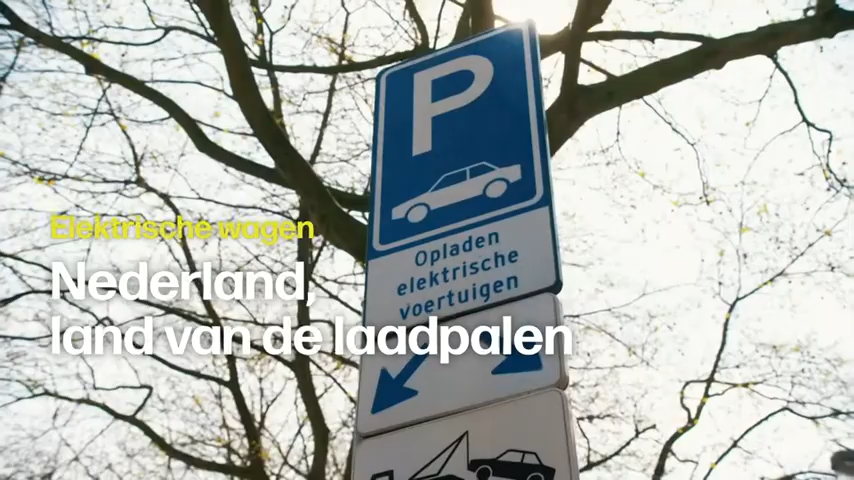 P
Opladen
elektrische
voertuigen
Elektrische wagen
Nederland,
land van de laadpalen